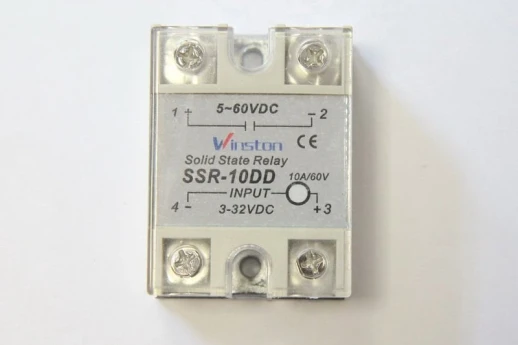 5~60VDC
1 + - 2
Winston CE
Solid State Relay
SSR-10DD 10A/60V
INPUT
4 - 3-32VDC +3